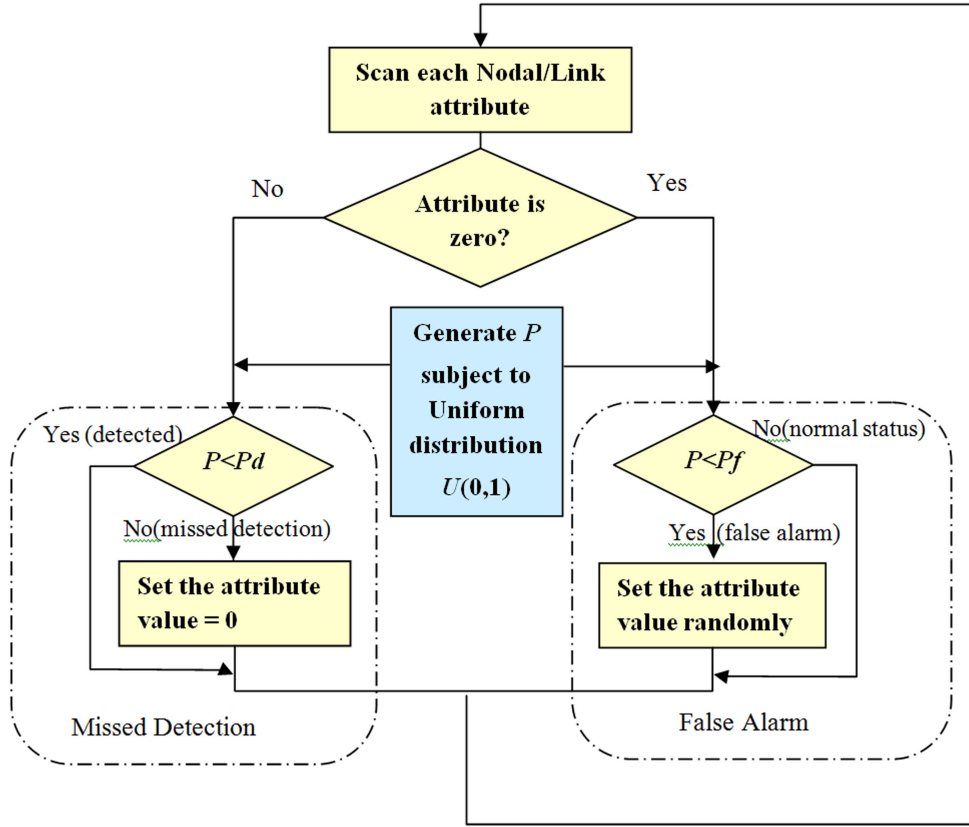 Scan each Nodal/Link
attribute
No
Yes
Attribute is
zero?
Generate P
subject to
Uniform
distribution
U(0,1)
Yes (detected)
P<Pd
No(missed detection)
Set the attribute
value = 0
Missed Detection
No(normal status)
P<Pf
Yes (false alarm)
Set the attribute
value randomly
False Alarm